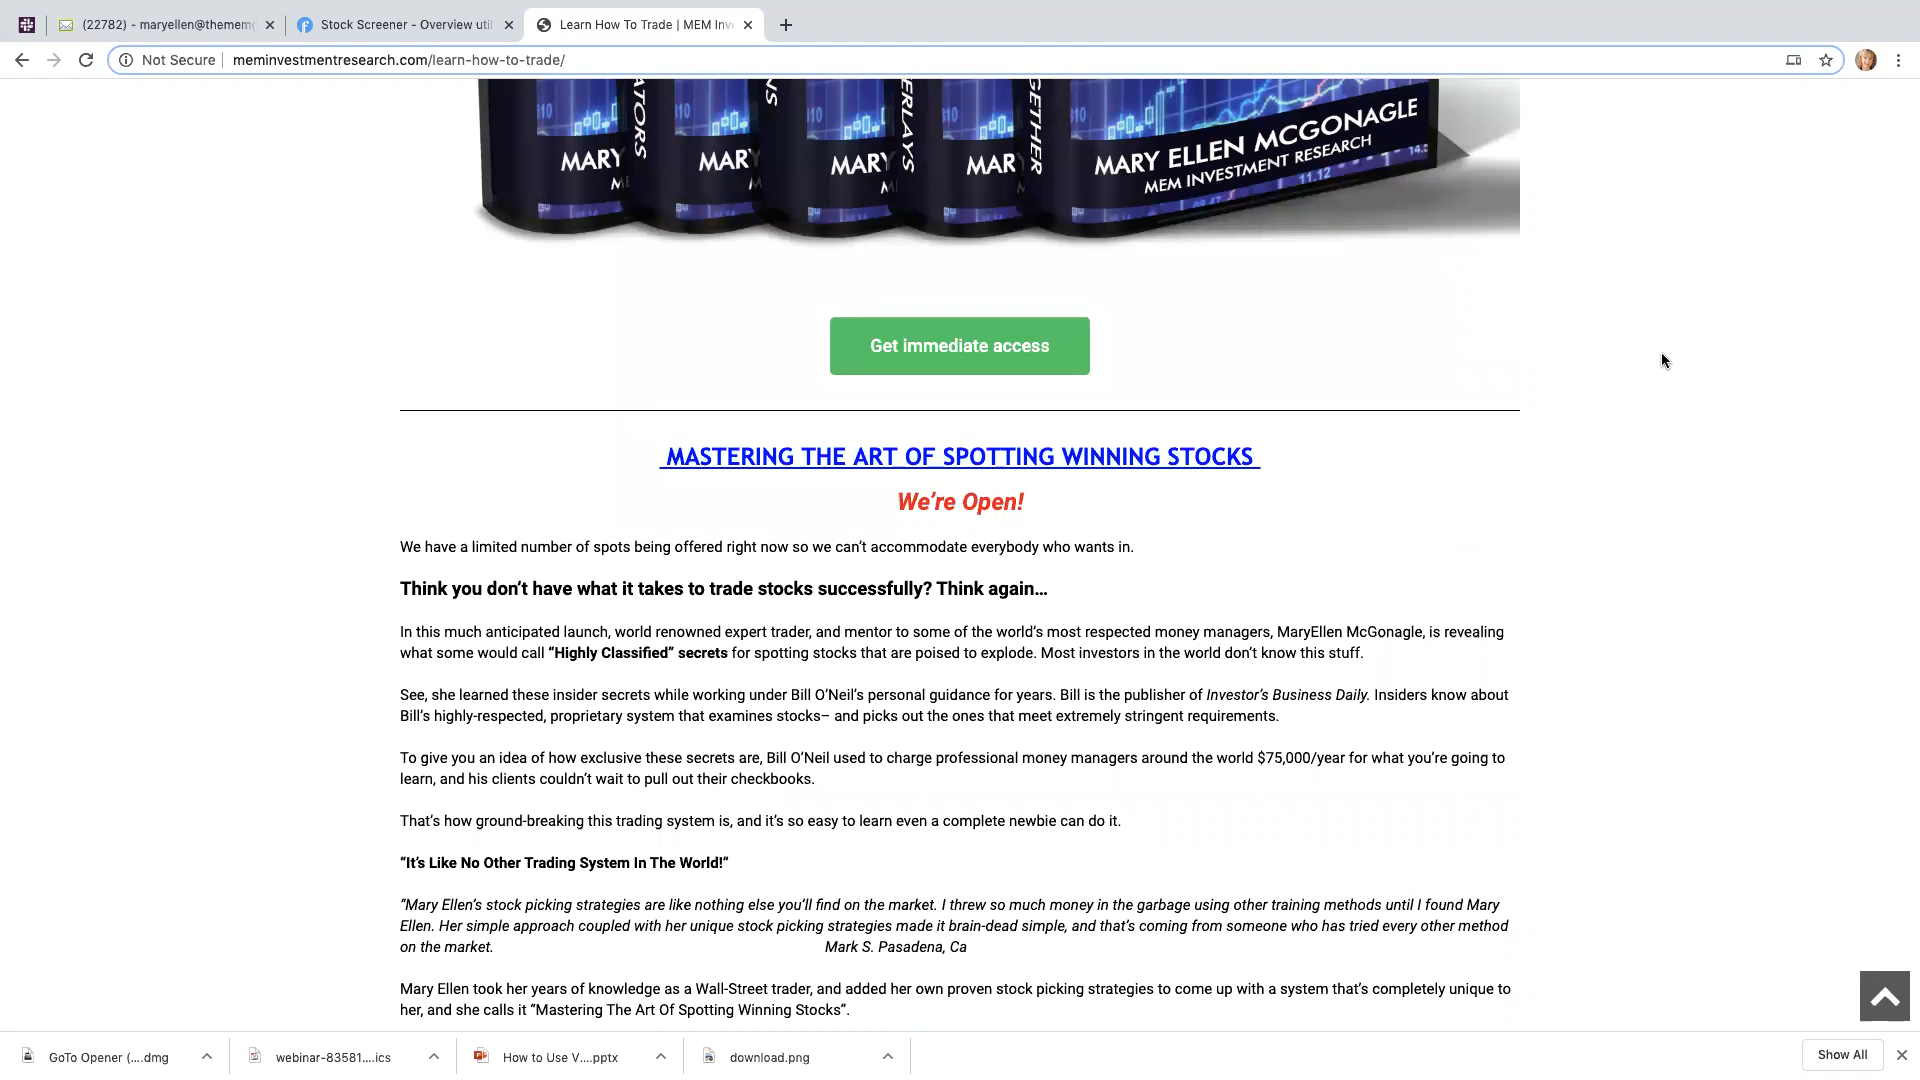 (22782) - maryellen@thememg
Stock Screener - Overview uti
Learn How To Trade | MEM Inv
Not Secure
meminvestmentresearch.com/learn-how-to-trade/
ATORS
NS
ERLAYS
GETHER
MARY
MARY
MARY
MAR
MARY ELLEN MCGONAGLE
MEM INVESTMENT RESEARCH
11.12
Get immediate access
MASTERING THE ART OF SPOTTING WINNING STOCKS
We’re Open!
We have a limited number of spots being offered right now so we can’t accommodate everybody who wants in.
Think you don’t have what it takes to trade stocks successfully? Think again…
In this much anticipated launch, world renowned expert trader, and mentor to some of the world’s most respected money managers, MaryEllen McGonagle, is revealing
what some would call “Highly Classified” secrets for spotting stocks that are poised to explode. Most investors in the world don’t know this stuff.
See, she learned these insider secrets while working under Bill O’Neil’s personal guidance for years. Bill is the publisher of Investor’s Business Daily. Insiders know about
Bill’s highly-respected, proprietary system that examines stocks– and picks out the ones that meet extremely stringent requirements.
To give you an idea of how exclusive these secrets are, Bill O’Neil used to charge professional money managers around the world $75,000/year for what you’re going to
learn, and his clients couldn’t wait to pull out their checkbooks.
That’s how ground-breaking this trading system is, and it’s so easy to learn even a complete newbie can do it.
“It’s Like No Other Trading System In The World!”
“Mary Ellen’s stock picking strategies are like nothing else you’ll find on the market. I threw so much money in the garbage using other training methods until I found Mary
Ellen. Her simple approach coupled with her unique stock picking strategies made it brain-dead simple, and that’s coming from someone who has tried every other method
on the market. Mark S. Pasadena, Ca
Mary Ellen took her years of knowledge as a Wall-Street trader, and added her own proven stock picking strategies to come up with a system that’s completely unique to
her, and she calls it “Mastering The Art Of Spotting Winning Stocks”.
GoTo Opener (....dmg
webinar-83581....ics
How to Use V....pptx
download.png
Show All